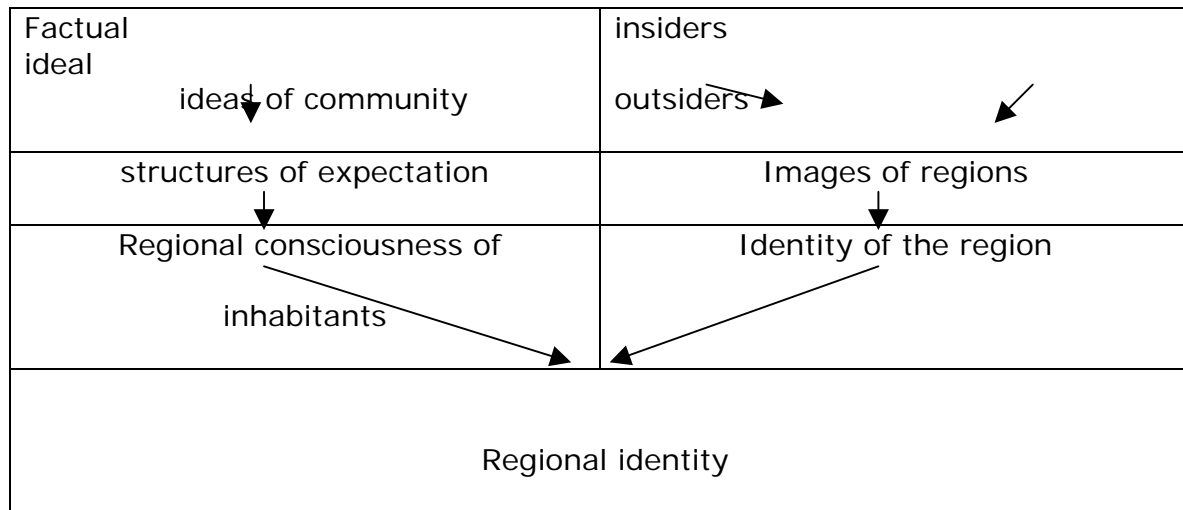 Factual
ideal
ideas of community
insiders
outsiders
structures of expectation
Images of regions
Regional consciousness of
inhabitants
Identity of the region
Regional identity